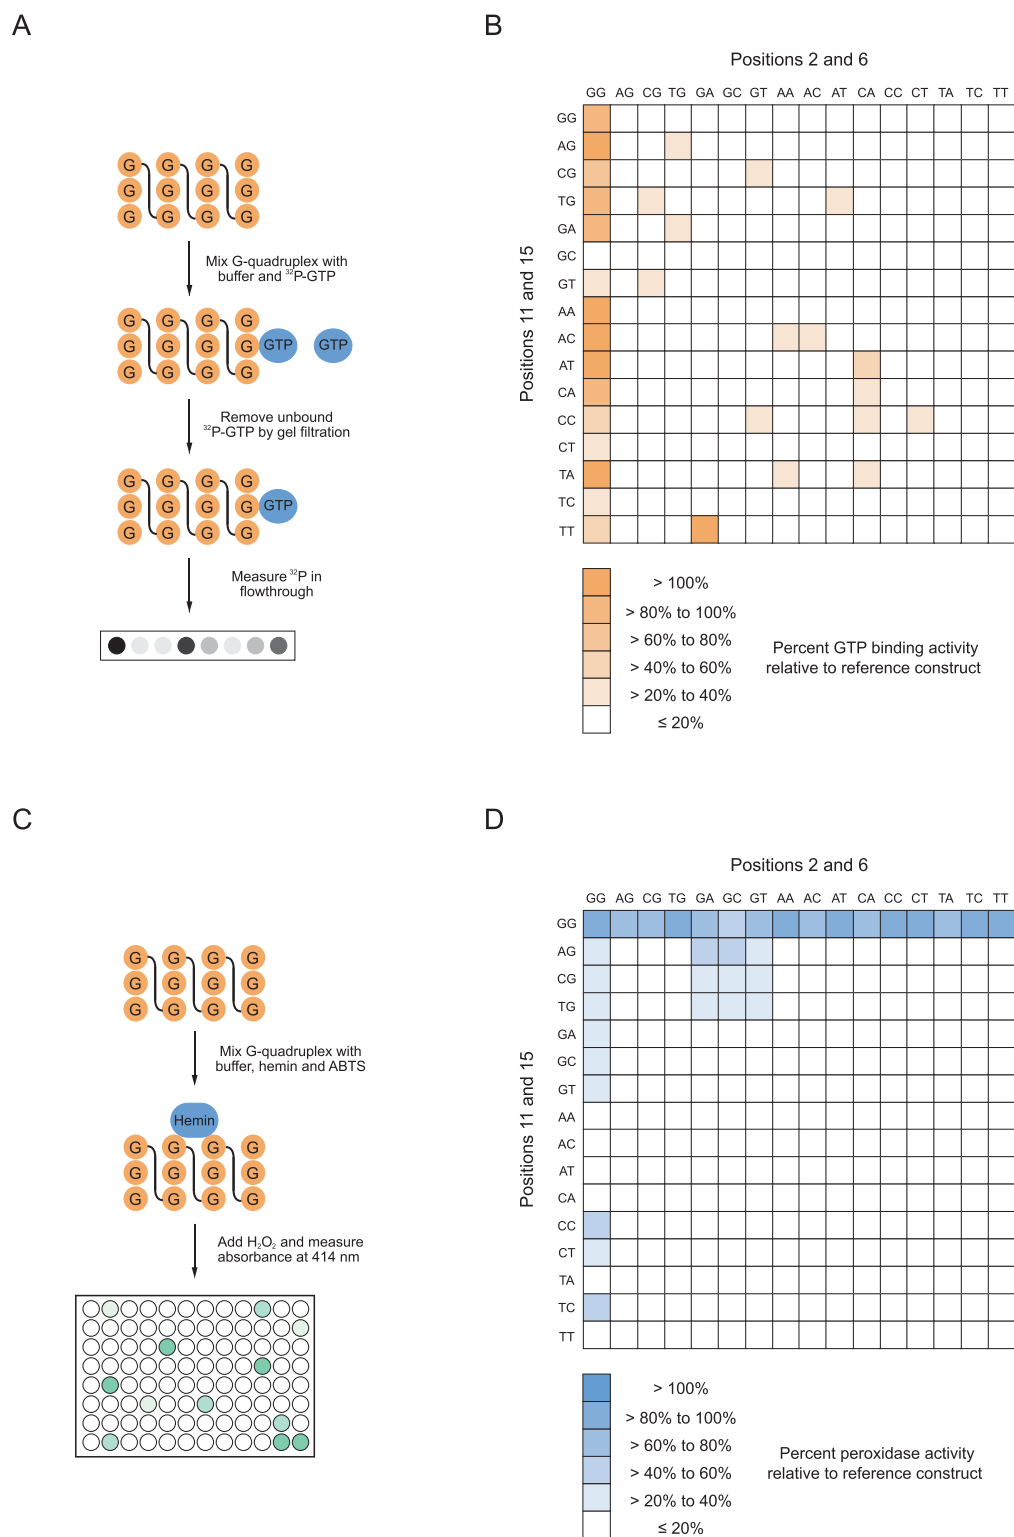 A
G G G G
G G G G
G G G G
Mix G-quadruplex with
buffer and ³²P-GTP
G G G G
G G G G GTP GTP
G G G G
Remove unbound
³²P-GTP by gel filtration
G G G G
G G G G GTP
G G G G
Measure ³²P in
flowthrough
B
Positions 2 and 6
GG AG CG TG GA GC GT AA AC AT CA CC CT TA TC TT
Positions 11 and 15
GG
AG
CG
TG
GA
GC
GT
AA
AC
AT
CA
CC
CT
TA
TC
TT
> 100%
> 80% to 100%
> 60% to 80%
> 40% to 60%
> 20% to 40%
≤ 20%
Percent GTP binding activity
relative to reference construct
C
G G G G
G G G G
G G G G
Mix G-quadruplex with
buffer, hemin and ABTS
Hemin
G G G G
G G G G
G G G G
Add H₂O₂ and measure
absorbance at 414 nm
D
Positions 2 and 6
GG AG CG TG GA GC GT AA AC AT CA CC CT TA TC TT
Positions 11 and 15
GG
AG
CG
TG
GA
GC
GT
AA
AC
AT
CA
CC
CT
TA
TC
TT
> 100%
> 80% to 100%
> 60% to 80%
> 40% to 60%
> 20% to 40%
≤ 20%
Percent peroxidase activity
relative to reference construct